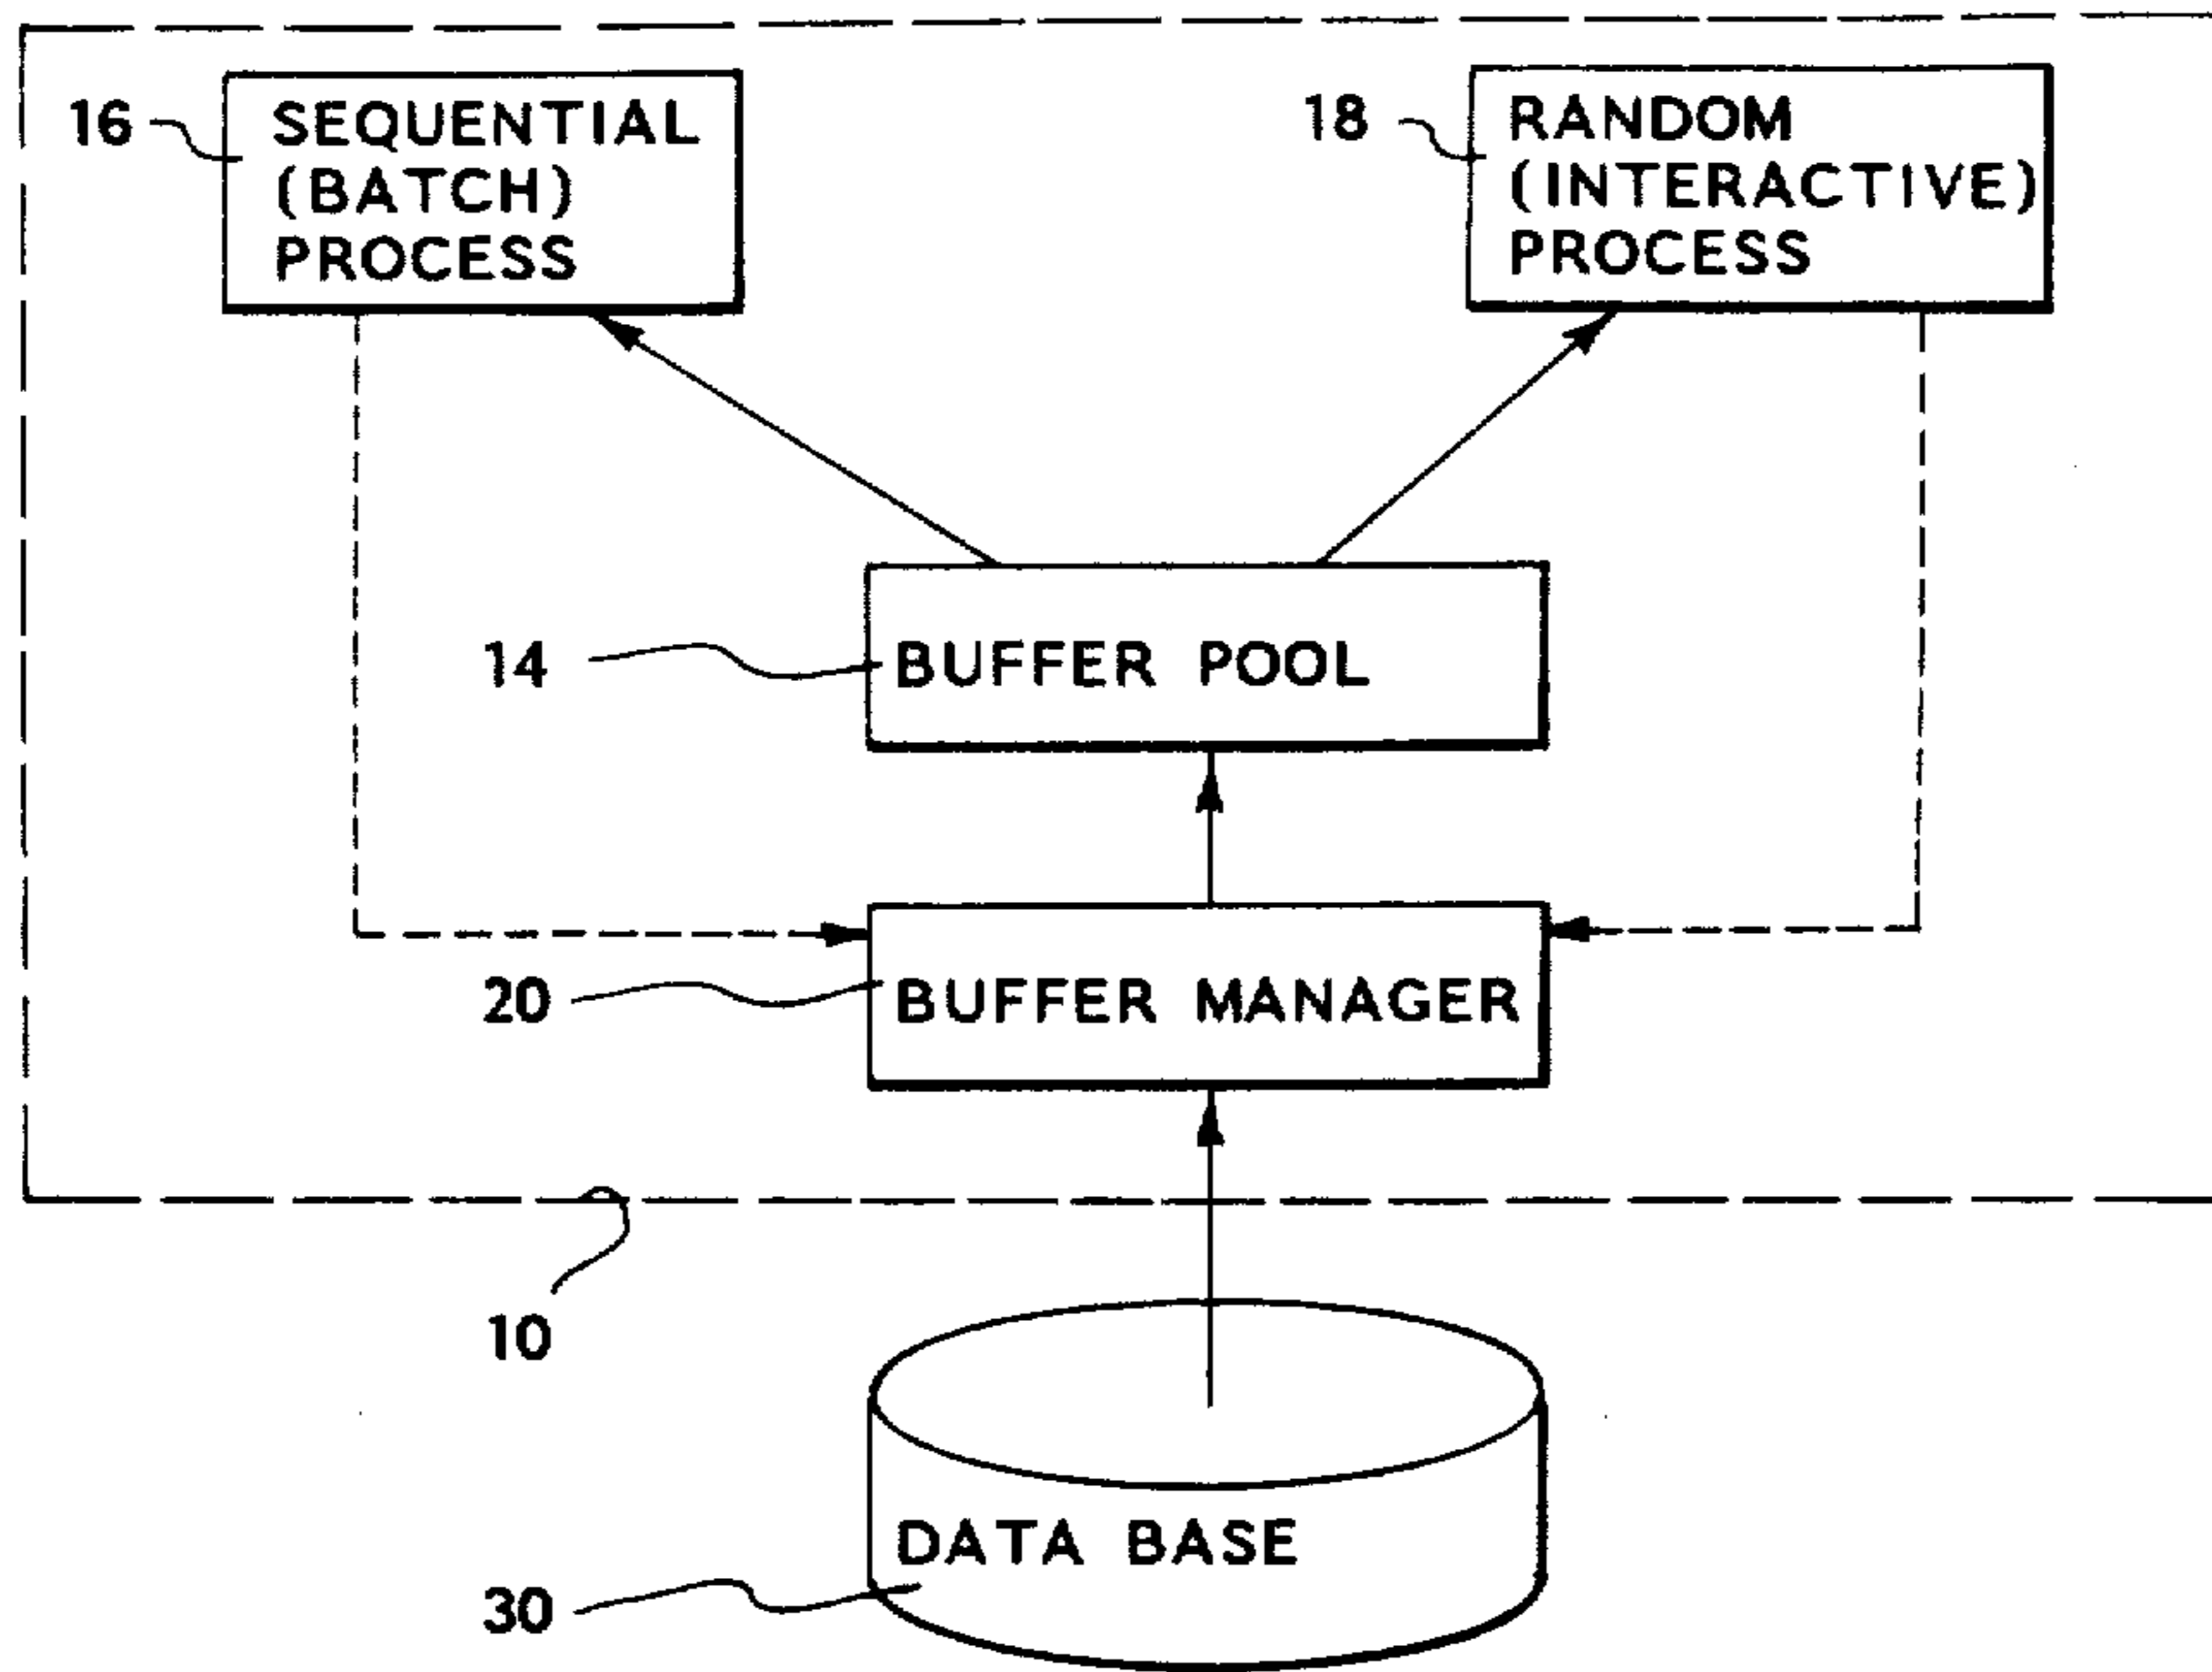 16
SEQUENTIAL
(BATCH)
PROCESS
18
RANDOM
(INTERACTIVE)
PROCESS
14
BUFFER POOL
20
BUFFER MANAGER
10
DATA BASE
30